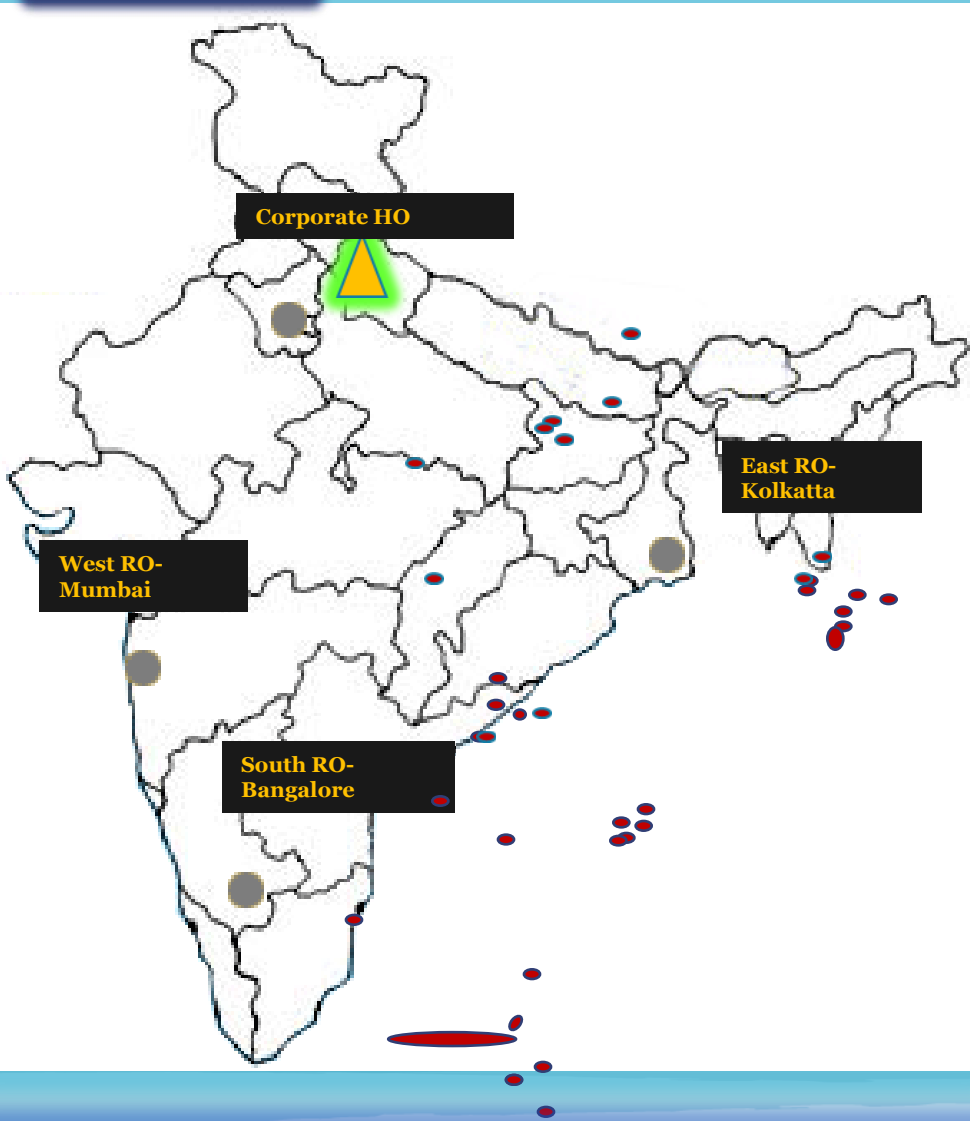 Corporate HO
East RO-
Kolkatta
West RO-
Mumbai
South RO-
Bangalore